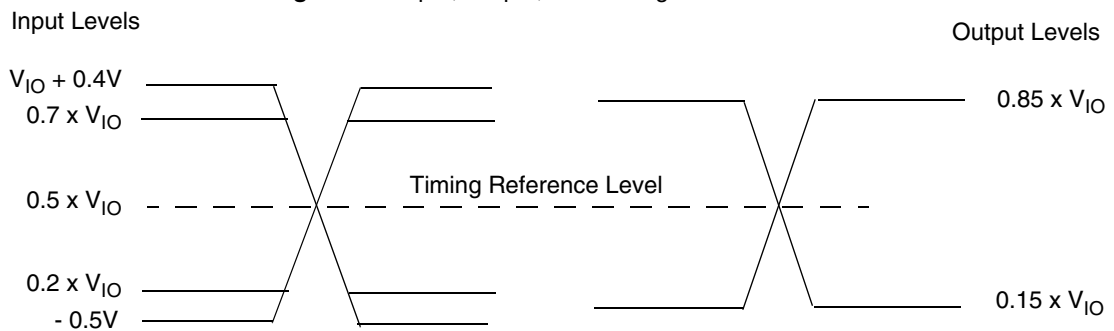 Input Levels
Output Levels
V_IO + 0.4V
0.7 x V_IO
0.85 x V_IO
0.5 x V_IO
Timing Reference Level
0.2 x V_IO
0.15 x V_IO
- 0.5V